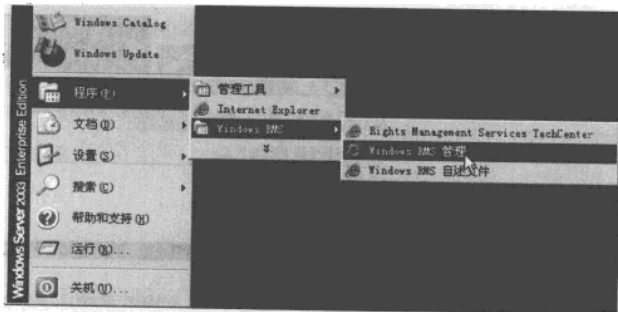 Windows Catalog
Windows Update
程序(P)
文档(D)
设置(S)
搜索(C)
帮助和支持(H)
运行(R)...
关机(U)...
Windows Server 2003 Enterprise Edition
管理工具
Internet Explorer
Windows RMS
Rights Management Services TechCenter
Windows RMS 管理
Windows RMS 自述文件